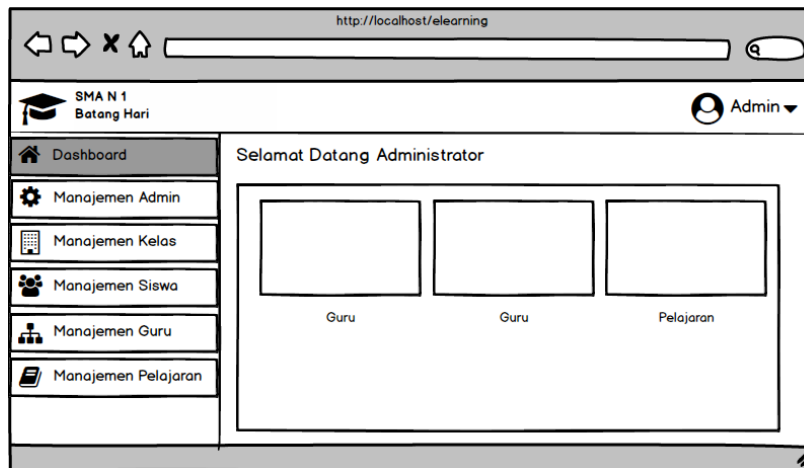 http://localhost/elearning
SMA N 1
Batang Hari
Admin
Dashboard
Selamat Datang Administrator
Manajemen Admin
Manajemen Kelas
Manajemen Siswa
Manajemen Guru
Manajemen Pelajaran
Guru
Guru
Pelajaran